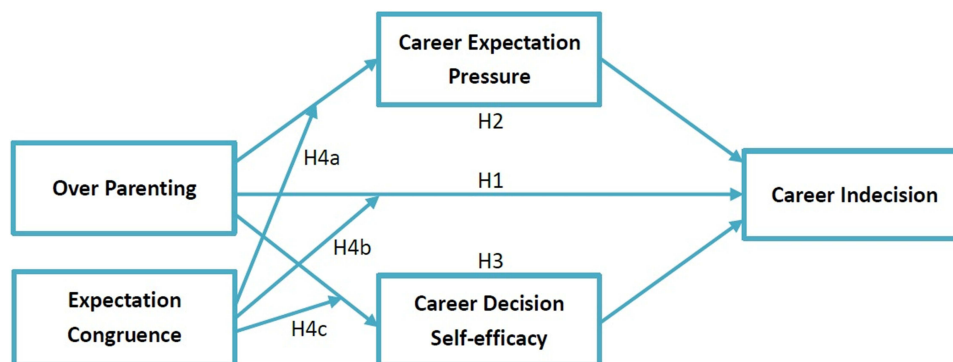 Career Expectation
Pressure
H2
H4a
Over Parenting
H1
Career Indecision
H4b
H3
Expectation
Congruence
H4c
Career Decision
Self-efficacy